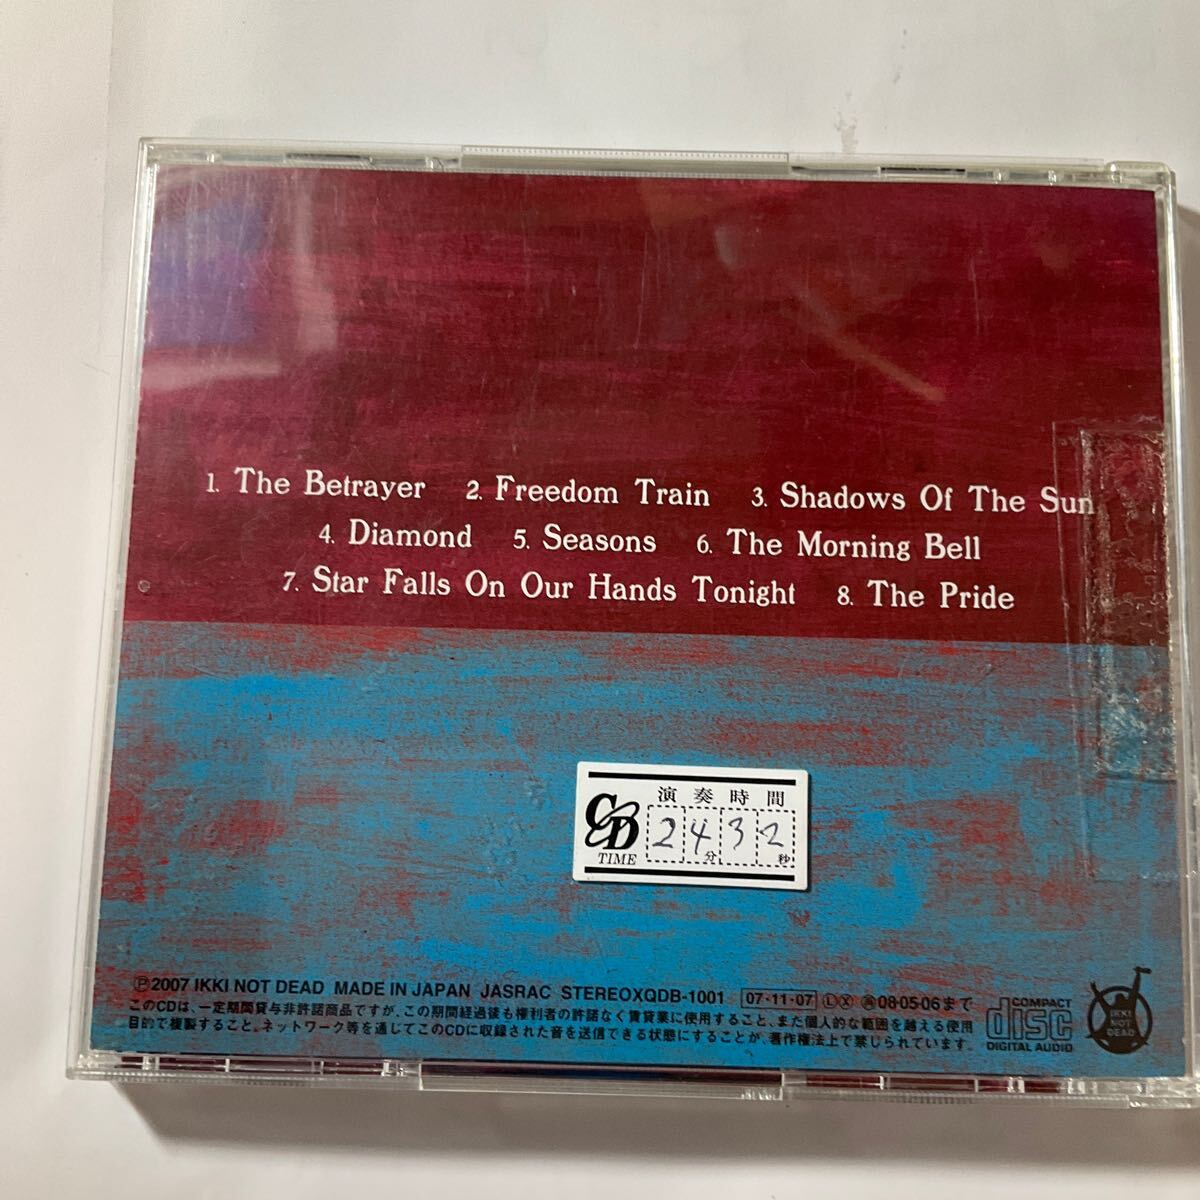 1. The Betrayer 2. Freedom Train 3. Shadows Of The Sun
4. Diamond 5. Seasons 6. The Morning Bell
7. Star Falls On Our Hands Tonight 8. The Pride
演奏時間
CD
24分32秒
TIME
Ⓟ2007 IKKI NOT DEAD MADE IN JAPAN JASRAC STEREOXQDB-1001 07・11・07 Ⓛ Ⓧ 08・05・06まで
このCDは、一定期間貸与非許諾商品ですが、この期間経過後も権利者の許諾なく賃貸業に使用すること、また個人的な範囲を越える使用
目的で複製すること、ネットワーク等を通じてこのCDに収録された音を送信できる状態にすることが、著作権法上で禁じられています。
COMPACT
disc
DIGITAL AUDIO
IKKI
NOT
DEAD